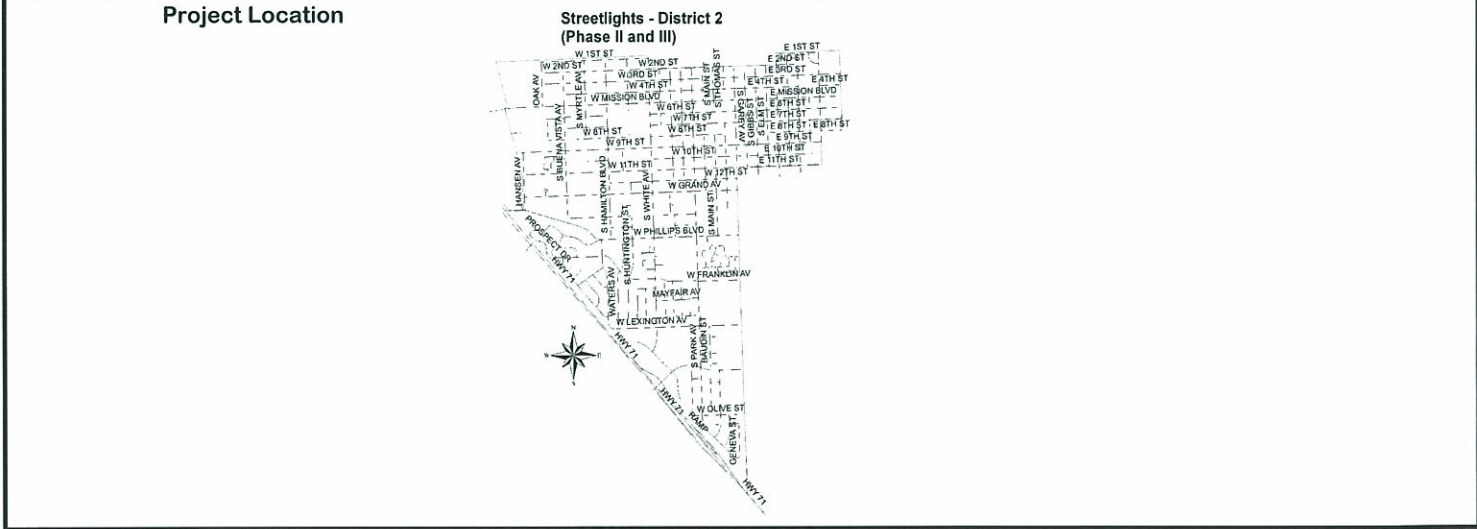 Project Location
Streetlights - District 2
(Phase II and III)
W 1ST ST
E 1ST ST
W 2ND ST
W 2ND ST
E 2ND ST
W 3RD ST
E 3RD ST
W 4TH ST
E 4TH ST
E 4TH ST
W MISSION BLVD
E MISSION BLVD
W 6TH ST
E 6TH ST
W 7TH ST
E 7TH ST
W 8TH ST
W 8TH ST
E 8TH ST
E 8TH ST
W 9TH ST
E 9TH ST
W 10TH ST
E 10TH ST
W 11TH ST
E 11TH ST
W 12TH ST
W GRAND AV
OAK AV
S MYRTLE AV
S BUENA VISTA AV
HANSEN AV
S HAMILTON BLVD
S HUNTINGTON ST
S WHITE AV
S MAIN ST
S THOMAS ST
S GAREY AV
S GIBBS ST
S ELM ST
S MAIN ST
W PHILLIPS BLVD
PROSPECT DR
HWY 71
WATERS AV
W FRANKLIN AV
MAYFAIR AV
W LEXINGTON AV
HWY 71
S PARK AV
BAUDIN ST
HWY 71
RAMP
W OLIVE ST
GENEVA ST
HWY 71
N
W
E
S